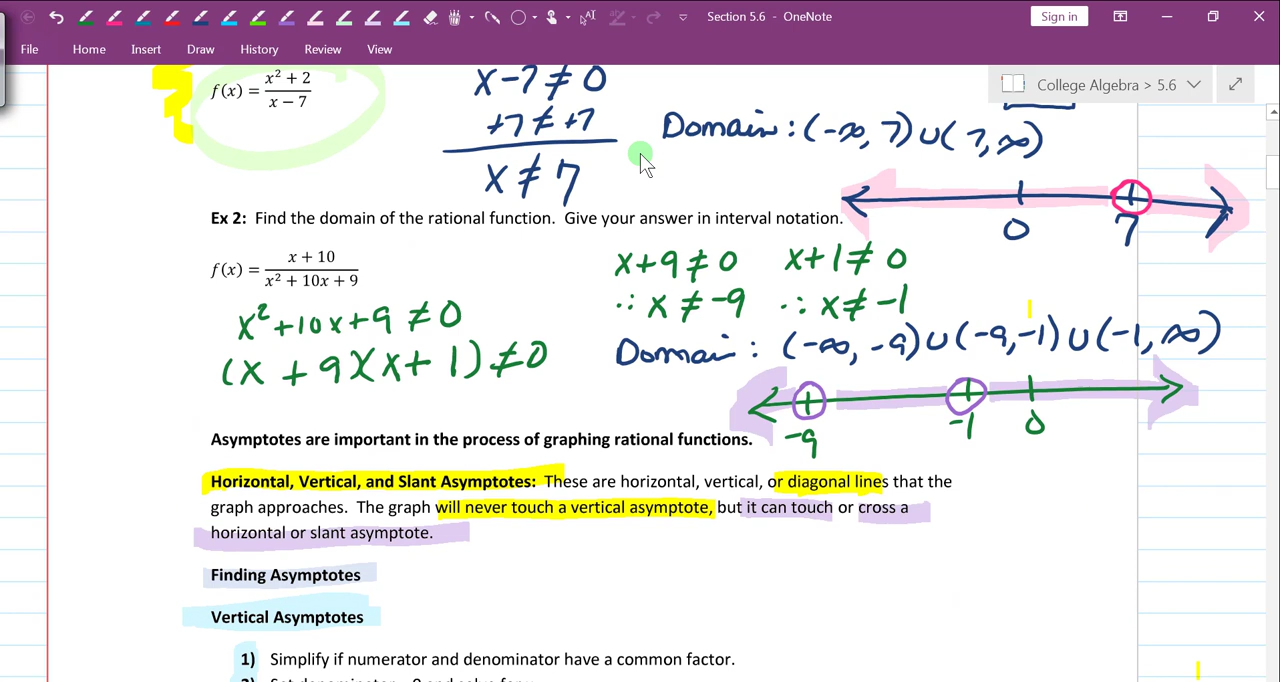 Section 5.6 - OneNote
Sign in
File Home Insert Draw History Review View
College Algebra > 5.6
f(x) = x² + 2 / x − 7
x − 7 ≠ 0
+7 ≠ +7
x ≠ 7
Domain: (-∞, 7) ∪ (7, ∞)
0 7
Ex 2: Find the domain of the rational function. Give your answer in interval notation.
f(x) = x + 10 / x² + 10x + 9
x² + 10x + 9 ≠ 0
(x + 9)(x + 1) ≠ 0
x + 9 ≠ 0 x + 1 ≠ 0
∴ x ≠ -9 ∴ x ≠ -1
Domain: (-∞, -9) ∪ (-9, -1) ∪ (-1, ∞)
-9 -1 0
Asymptotes are important in the process of graphing rational functions.
Horizontal, Vertical, and Slant Asymptotes: These are horizontal, vertical, or diagonal lines that the
graph approaches. The graph will never touch a vertical asymptote, but it can touch or cross a
horizontal or slant asymptote.
Finding Asymptotes
Vertical Asymptotes
1) Simplify if numerator and denominator have a common factor.